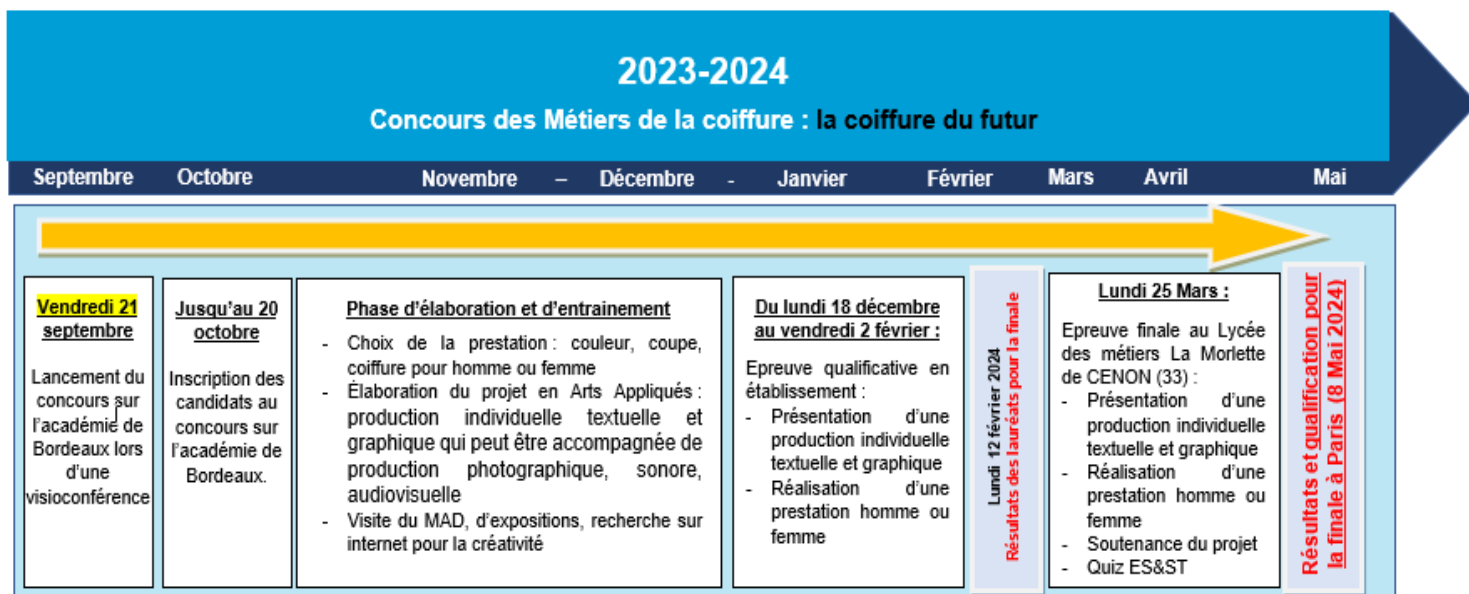 2023-2024
Concours des Métiers de la coiffure : la coiffure du futur
Septembre Octobre Novembre – Décembre - Janvier Février Mars Avril Mai
Vendredi 21
septembre
Lancement du
concours sur
l'académie de
Bordeaux lors
d'une
visioconférence
Jusqu'au 20
octobre
Inscription des
candidats au
concours sur
l'académie de
Bordeaux.
Phase d'élaboration et d'entrainement
- Choix de la prestation : couleur, coupe,
coiffure pour homme ou femme
- Élaboration du projet en Arts Appliqués :
production individuelle textuelle et
graphique qui peut être accompagnée de
production photographique, sonore,
audiovisuelle
- Visite du MAD, d'expositions, recherche sur
internet pour la créativité
Du lundi 18 décembre
au vendredi 2 février :
Epreuve qualificative en
établissement :
- Présentation d'une
production individuelle
textuelle et graphique
- Réalisation d'une
prestation homme ou
femme
Lundi 12 février 2024
Résultats des lauréats pour la finale
Lundi 25 Mars :
Epreuve finale au Lycée
des métiers La Morlette
de CENON (33) :
- Présentation d'une
production individuelle
textuelle et graphique
- Réalisation d'une
prestation homme ou
femme
- Soutenance du projet
- Quiz ES&ST
Résultats et qualification pour
la finale à Paris (8 Mai 2024)